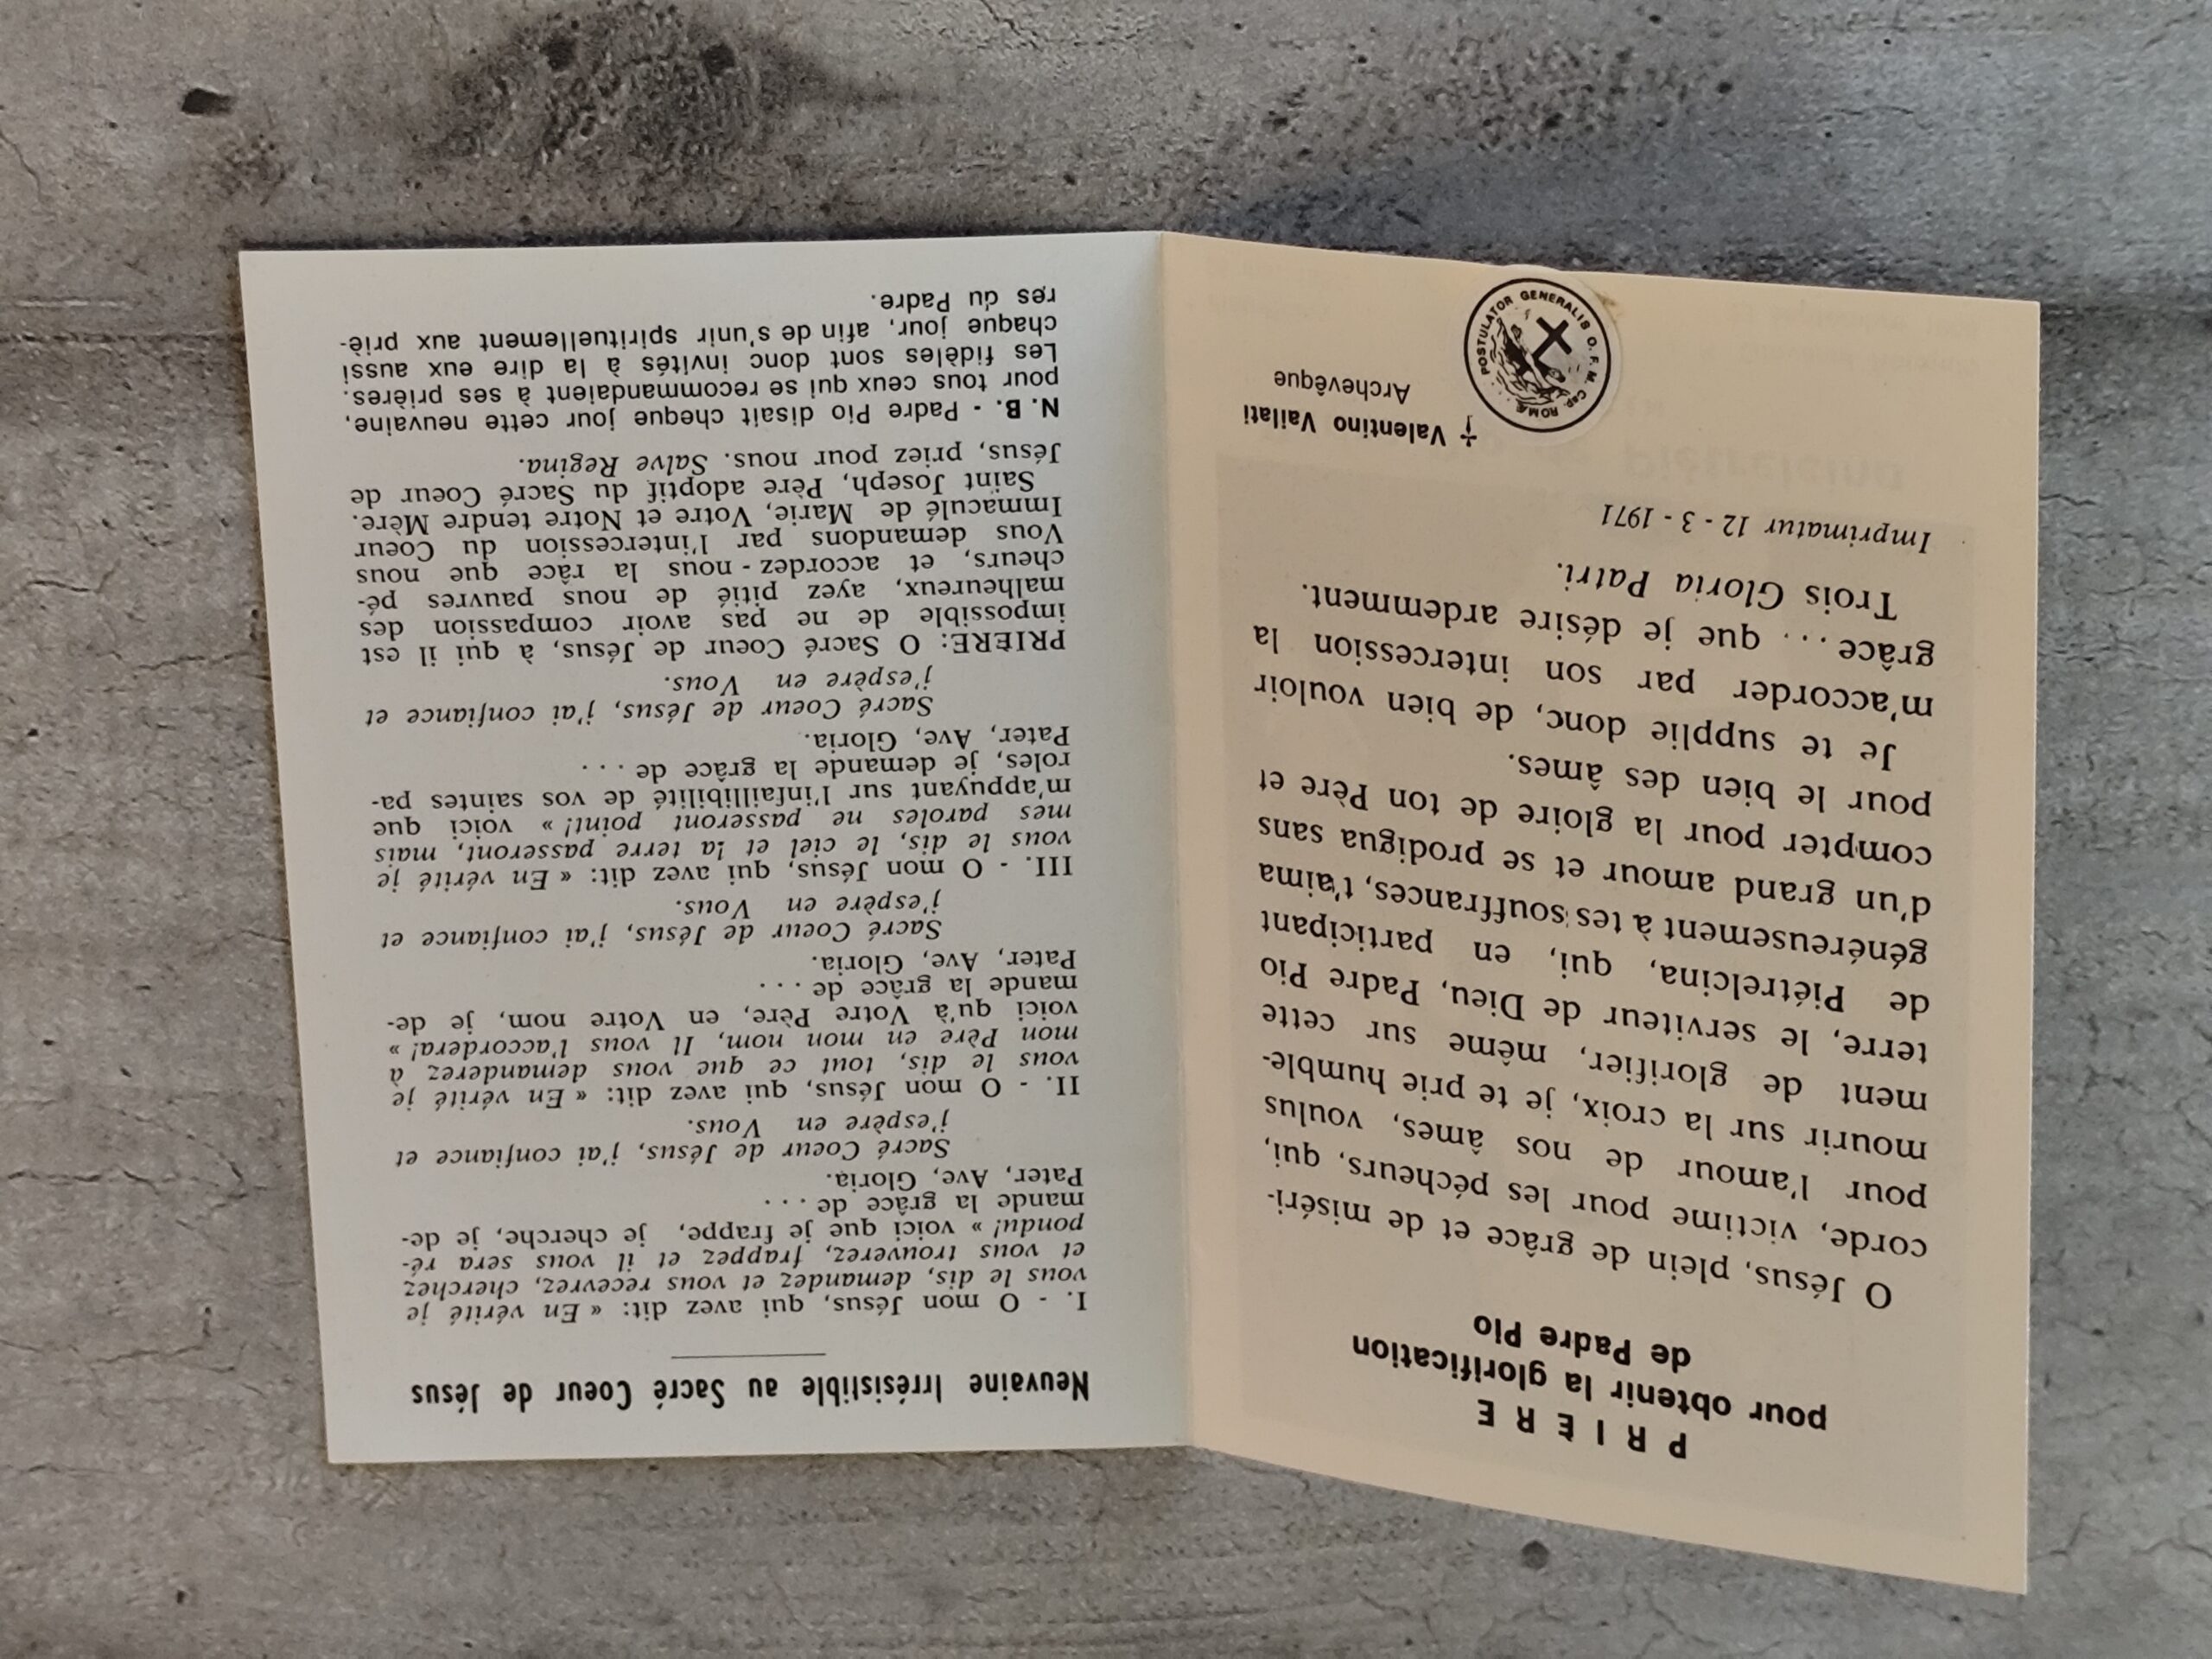 PRIÈRE
pour obtenir la glorification
de Padre Pio
O Jésus, plein de grâce et de miséri-
corde, victime pour les pécheurs, qui,
pour l'amour de nos âmes, voulus
mourir sur la croix, je te prie humble-
ment de glorifier, même sur cette
terre, le serviteur de Dieu, Padre Pio
de Piétrelcina, qui, en participant
généreusement à tes souffrances, t'aima
d'un grand amour et se prodigua sans
compter pour la gloire de ton Père et
pour le bien des âmes.
Je te supplie donc, de bien vouloir
m'accorder par son intercession la
grâce ... que je désire ardemment.
Trois Gloria Patri.
Imprimatur 12 - 3 - 1971
† Valentino Vailati
Archevêque
POSTULATOR GENERALIS O. F. M. Cap. ROMÆ
Neuvaine Irrésistible au Sacré Coeur de Jésus
I. - O mon Jésus, qui avez dit: « En vérité je
vous le dis, demandez et vous recevrez, cherchez
et vous trouverez, frappez et il vous sera ré-
pondu! » voici que je frappe, je cherche, je de-
mande la grâce de ...
Pater, Ave, Gloria.
Sacré Coeur de Jésus, j'ai confiance et
j'espère en Vous.
II. - O mon Jésus, qui avez dit: « En vérité je
vous le dis, tout ce que vous demanderez à
mon Père en mon nom, Il vous l'accordera! »
voici qu'à Votre Père, en Votre nom, je de-
mande la grâce de ...
Pater, Ave, Gloria.
Sacré Coeur de Jésus, j'ai confiance et
j'espère en Vous.
III. - O mon Jésus, qui avez dit: « En vérité je
vous le dis, le ciel et la terre passeront, mais
mes paroles ne passeront point! » voici que
m'appuyant sur l'infaillibilité de vos saintes pa-
roles, je demande la grâce de ...
Pater, Ave, Gloria.
Sacré Coeur de Jésus, j'ai confiance et
j'espère en Vous.
PRIÈRE: O Sacré Coeur de Jésus, à qui il est
impossible de ne pas avoir compassion des
malheureux, ayez pitié de nous pauvres pé-
cheurs, et accordez - nous la râce que nous
Vous demandons par l'intercession du Coeur
Immaculé de Marie, Votre et Notre tendre Mère.
Saint Joseph, Père adoptif du Sacré Coeur de
Jésus, priez pour nous. Salve Regina.
N. B. - Padre Pio disait cheque jour cette neuvaine,
pour tous ceux qui se recommandaient à ses prières.
Les fidèles sont donc invités à la dire eux aussi
chaque jour, afin de s'unir spirituellement aux priè-
res du Padre.